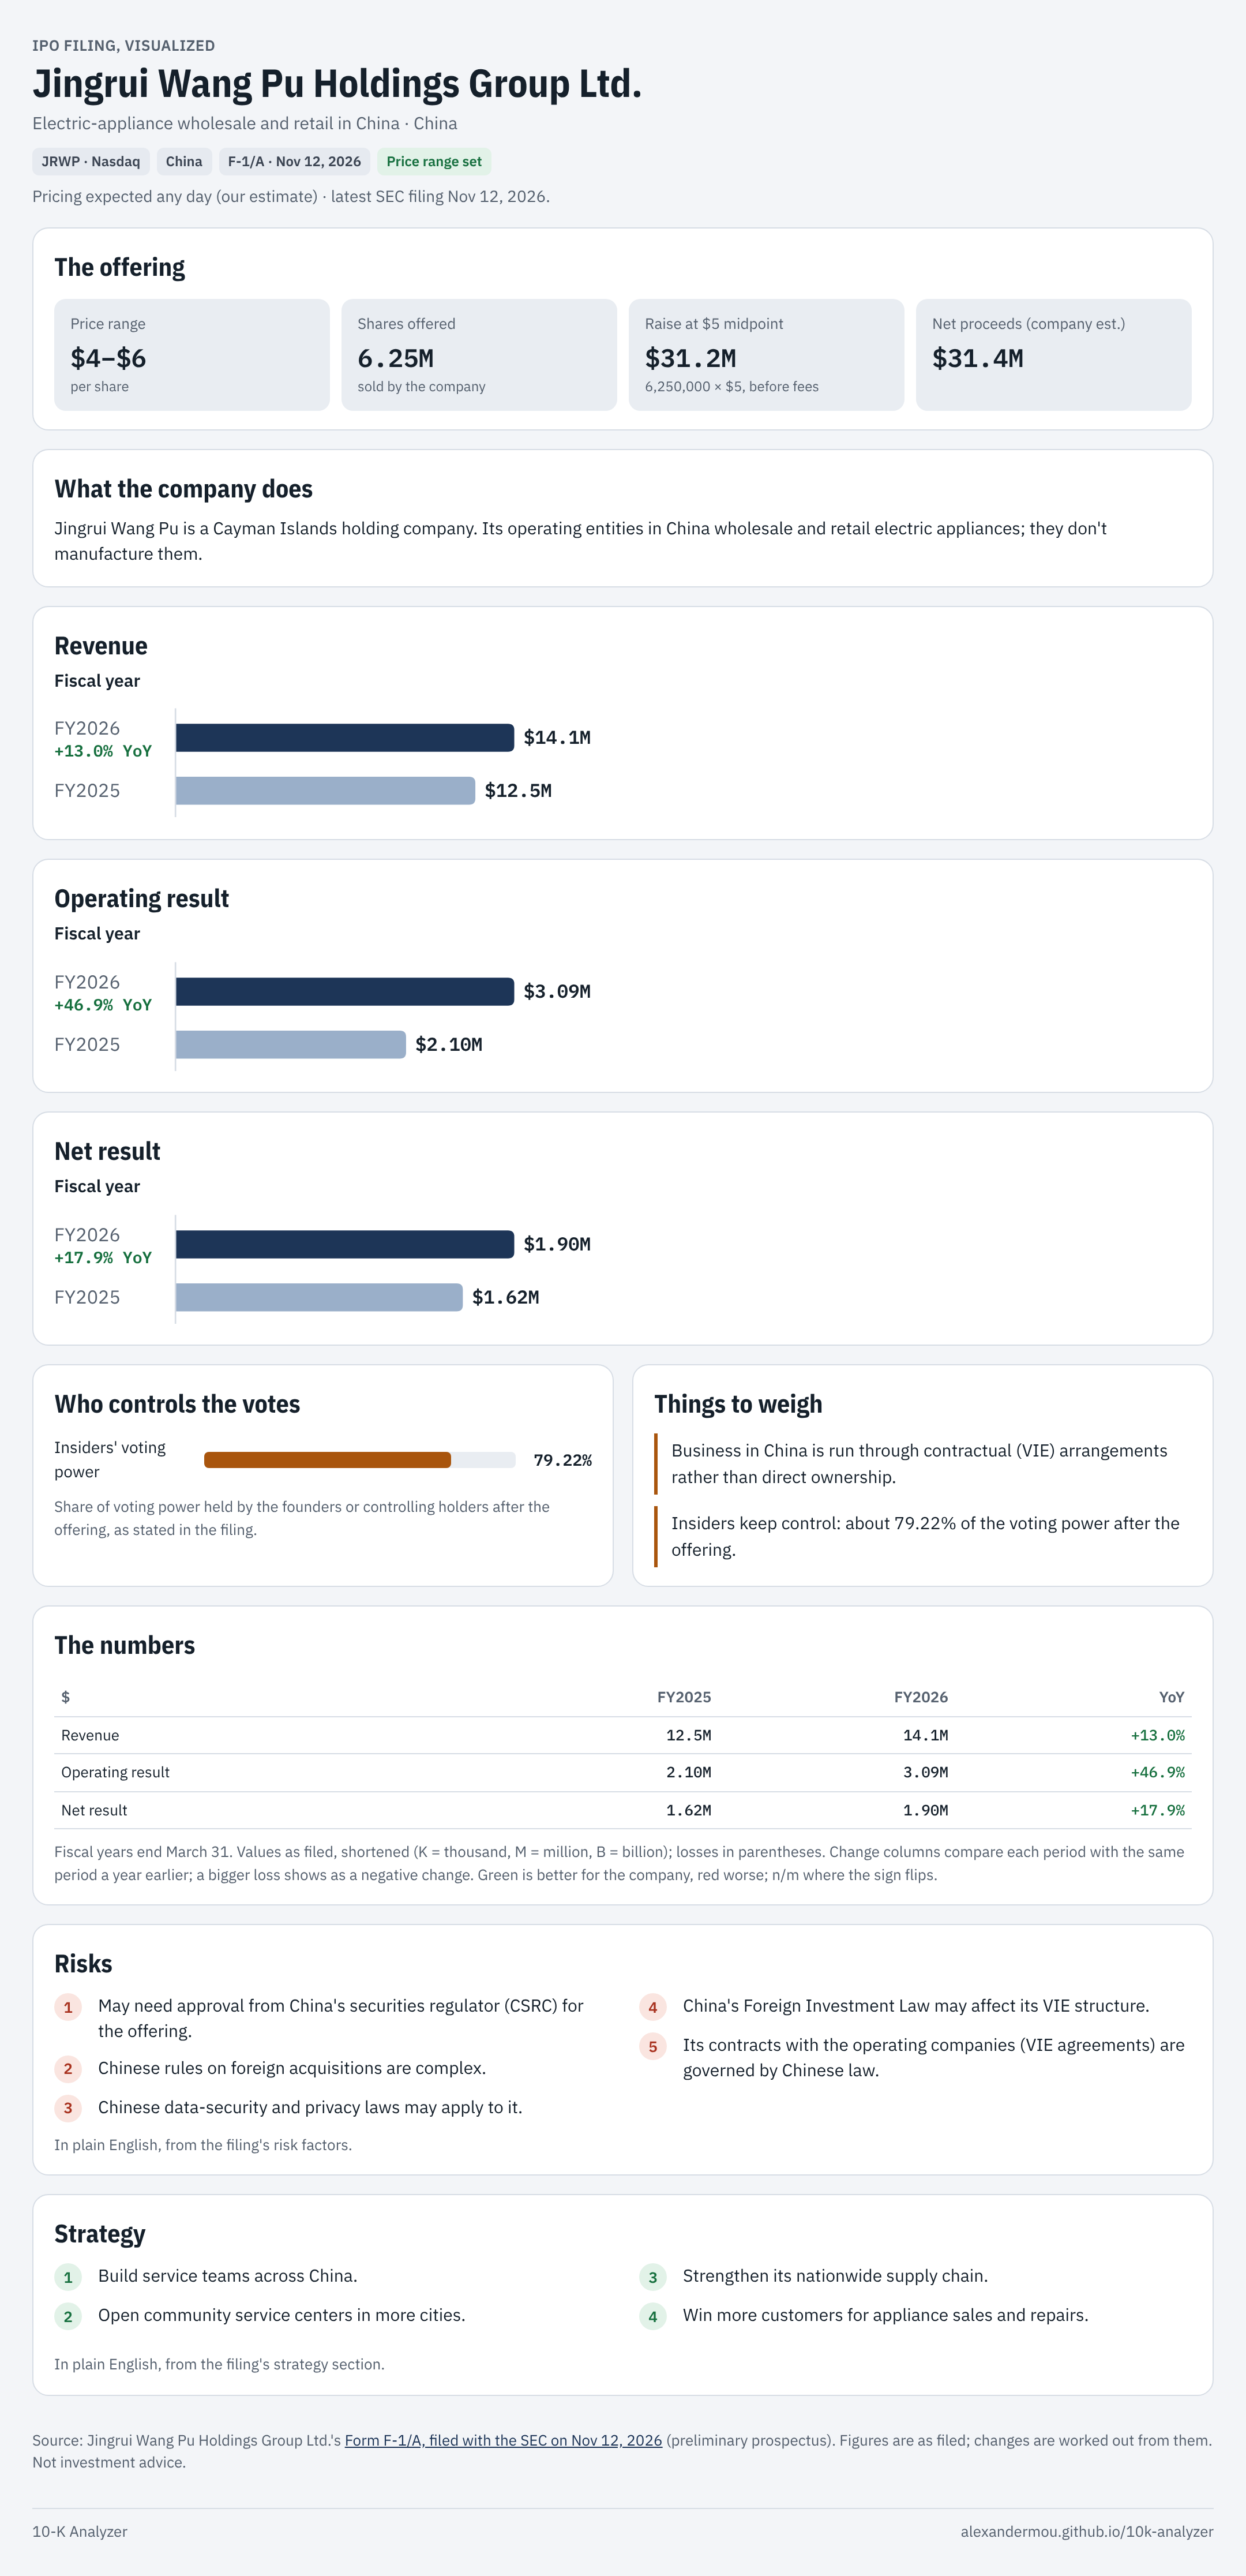 IPO FILING, VISUALIZED
Jingrui Wang Pu Holdings Group Ltd.
Electric-appliance wholesale and retail in China · China
JRWP · Nasdaq
China
F-1/A · Nov 12, 2026
Price range set
Pricing expected any day (our estimate) · latest SEC filing Nov 12, 2026.
The offering
Price range
$4–$6
per share
Shares offered
6.25M
sold by the company
Raise at $5 midpoint
$31.2M
6,250,000 × $5, before fees
Net proceeds (company est.)
$31.4M
What the company does
Jingrui Wang Pu is a Cayman Islands holding company. Its operating entities in China wholesale and retail electric appliances; they don't
manufacture them.
Revenue
Fiscal year
FY2026
+13.0% YoY
$14.1M
FY2025
$12.5M
Operating result
Fiscal year
FY2026
+46.9% YoY
$3.09M
FY2025
$2.10M
Net result
Fiscal year
FY2026
+17.9% YoY
$1.90M
FY2025
$1.62M
Who controls the votes
Insiders' voting
power
79.22%
Share of voting power held by the founders or controlling holders after the
offering, as stated in the filing.
Things to weigh
Business in China is run through contractual (VIE) arrangements
rather than direct ownership.
Insiders keep control: about 79.22% of the voting power after the
offering.
The numbers
$ FY2025 FY2026 YoY
Revenue 12.5M 14.1M +13.0%
Operating result 2.10M 3.09M +46.9%
Net result 1.62M 1.90M +17.9%
Fiscal years end March 31. Values as filed, shortened (K = thousand, M = million, B = billion); losses in parentheses. Change columns compare each period with the same
period a year earlier; a bigger loss shows as a negative change. Green is better for the company, red worse; n/m where the sign flips.
Risks
1 May need approval from China's securities regulator (CSRC) for
the offering.
2 Chinese rules on foreign acquisitions are complex.
3 Chinese data-security and privacy laws may apply to it.
4 China's Foreign Investment Law may affect its VIE structure.
5 Its contracts with the operating companies (VIE agreements) are
governed by Chinese law.
In plain English, from the filing's risk factors.
Strategy
1 Build service teams across China.
2 Open community service centers in more cities.
3 Strengthen its nationwide supply chain.
4 Win more customers for appliance sales and repairs.
In plain English, from the filing's strategy section.
Source: Jingrui Wang Pu Holdings Group Ltd.'s Form F-1/A, filed with the SEC on Nov 12, 2026 (preliminary prospectus). Figures are as filed; changes are worked out from them.
Not investment advice.
10-K Analyzer
alexandermou.github.io/10k-analyzer